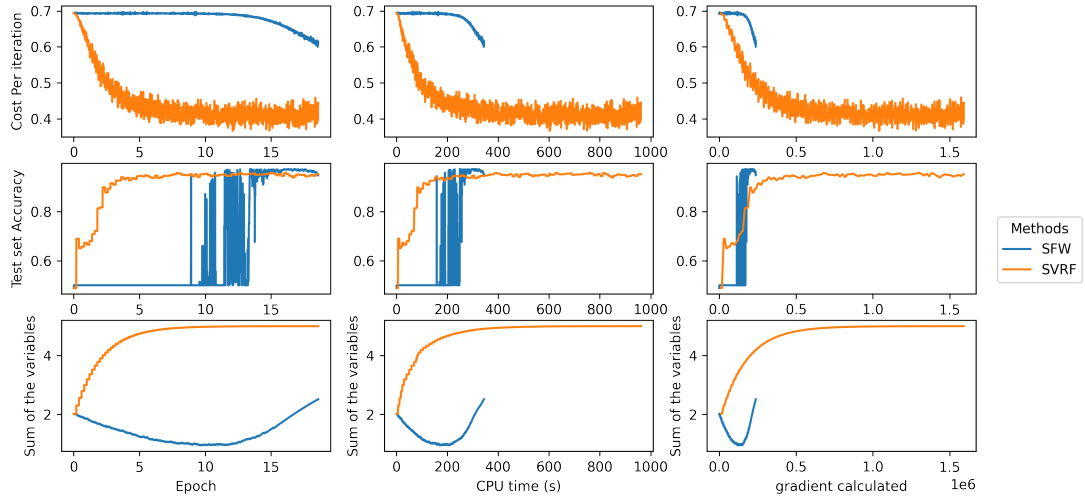 Cost Per iteration
0.7
0.6
0.5
0.4
0 5 10 15
0.7
0.6
0.5
0.4
0 200 400 600 800 1000
0.7
0.6
0.5
0.4
0.0 0.5 1.0 1.5
Test set Accuracy
0.8
0.6
0 5 10 15
0.8
0.6
0 200 400 600 800 1000
0.8
0.6
0.0 0.5 1.0 1.5
1e6
Methods
SFW
SVRF
Sum of the variables
4
2
0 5 10 15
Epoch
Sum of the variables
4
2
0 200 400 600 800 1000
CPU time (s)
Sum of the variables
4
2
0.0 0.5 1.0 1.5
gradient calculated
1e6